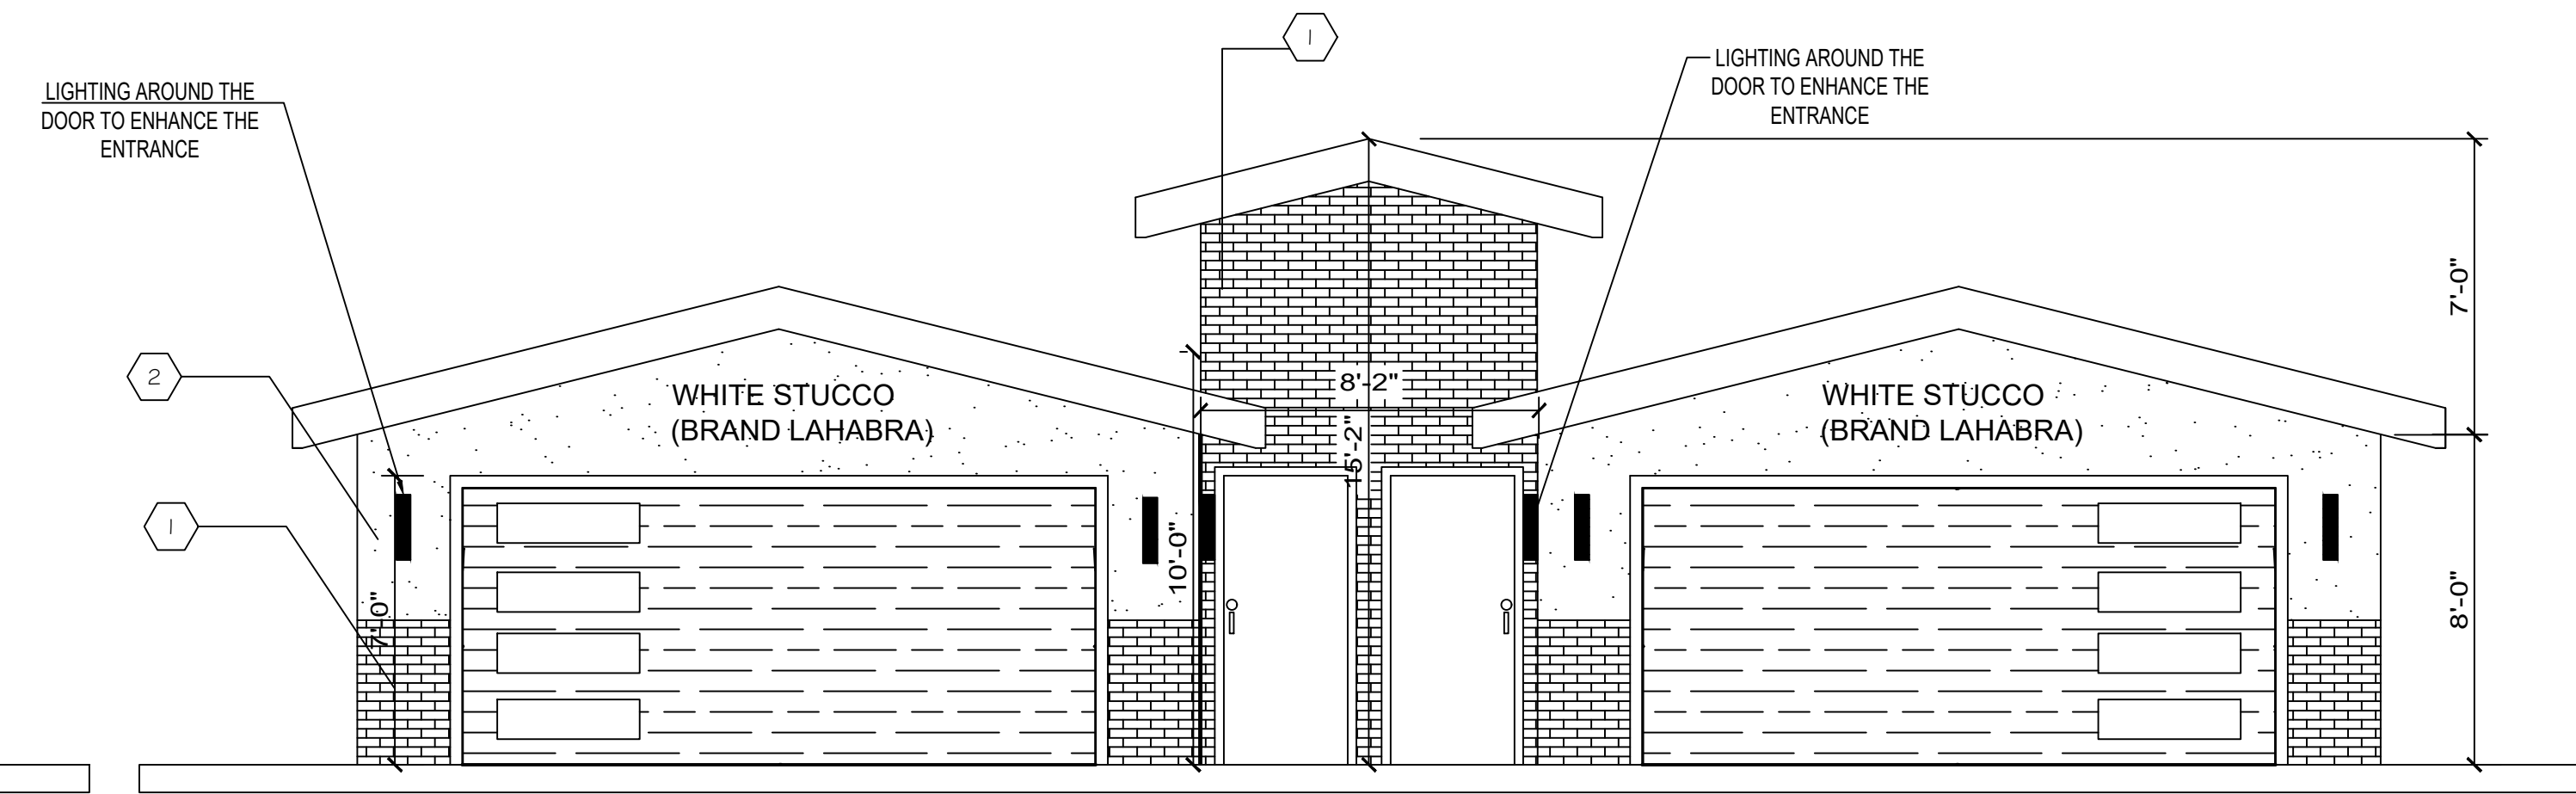 1
LIGHTING AROUND THE
DOOR TO ENHANCE THE
ENTRANCE
LIGHTING AROUND THE
DOOR TO ENHANCE THE
ENTRANCE
7'-0"
2
WHITE STUCCO
(BRAND LAHABRA)
8'-2"
WHITE STUCCO
(BRAND LAHABRA)
15'-2"
1
10'-0"
7'-0"
8'-0"